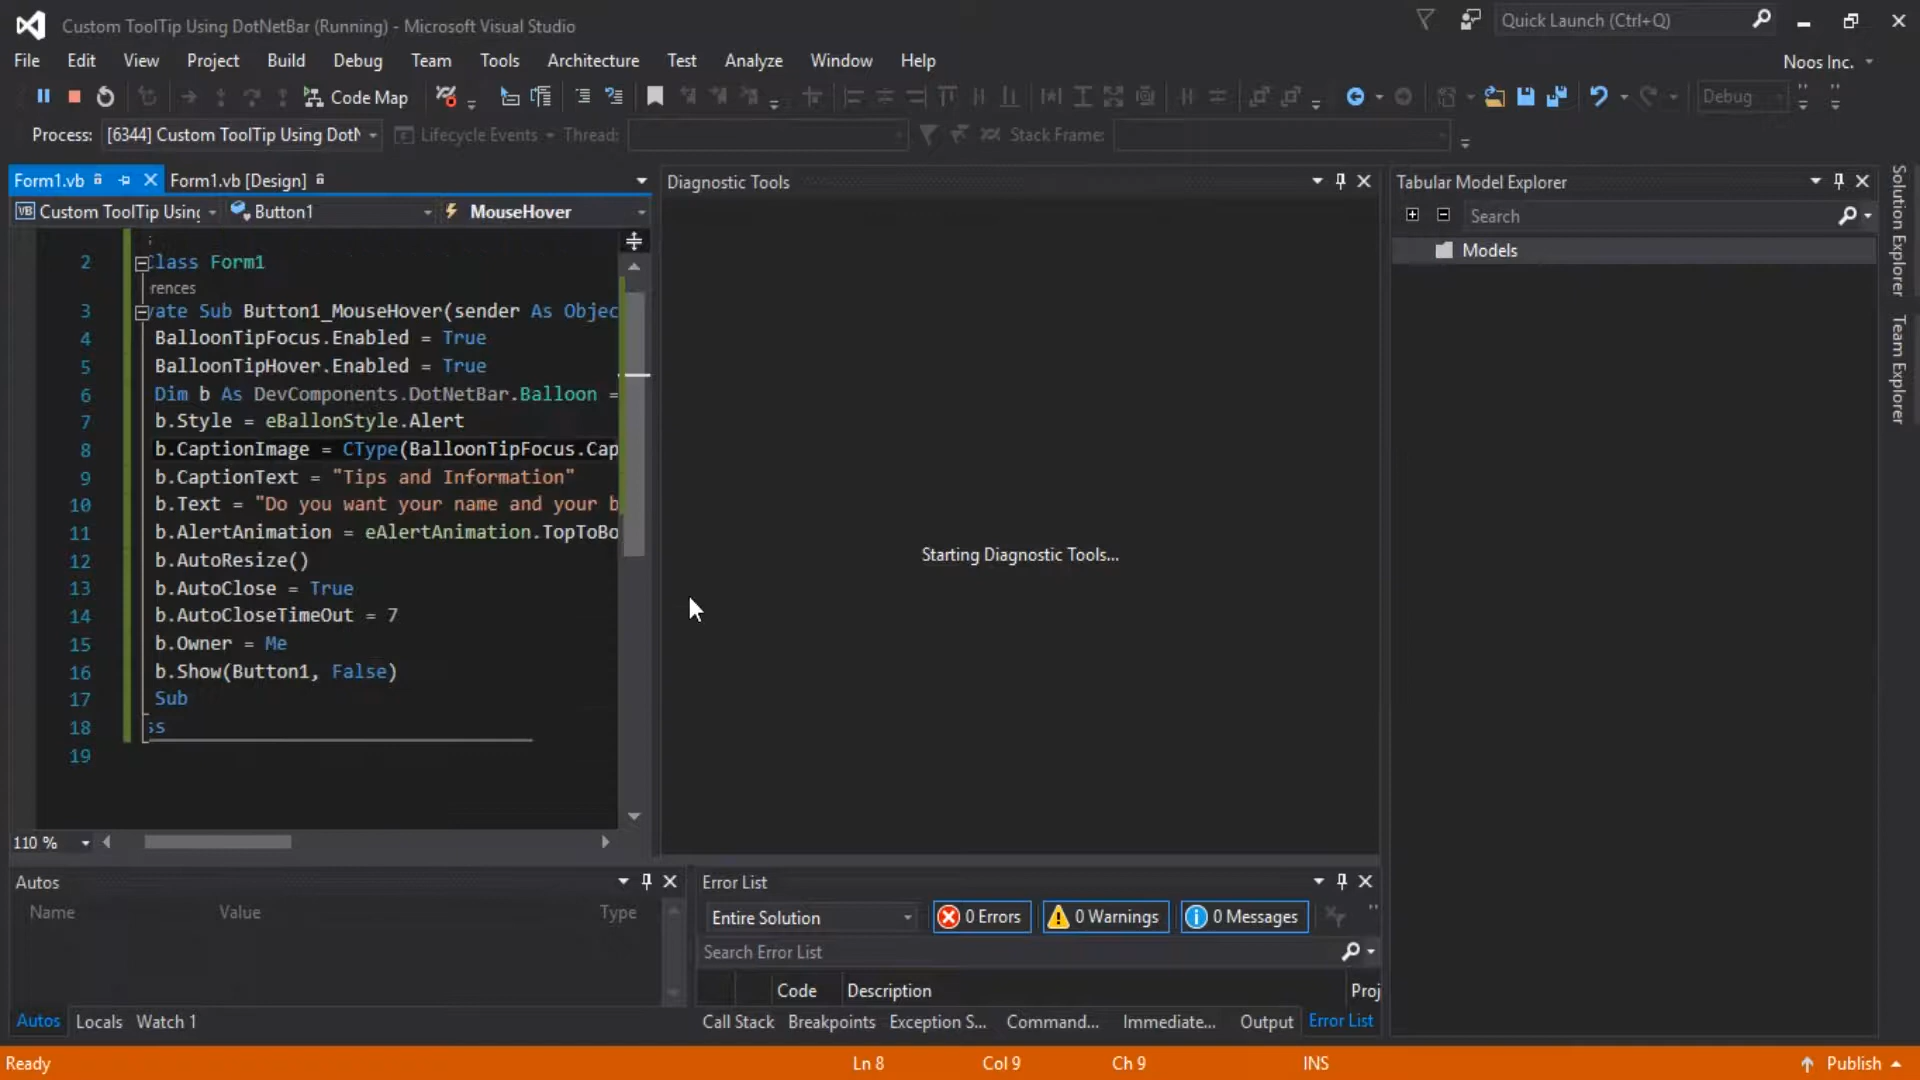 Custom ToolTip Using DotNetBar (Running) - Microsoft Visual Studio
Quick Launch (Ctrl+Q)
File Edit View Project Build Debug Team Tools Architecture Test Analyze Window Help
Noos Inc.
Code Map
Debug
Process: [6344] Custom ToolTip Using DotN
Lifecycle Events Thread:
Stack Frame:
Form1.vb
Form1.vb [Design]
VB Custom ToolTip Using
Button1
MouseHover
2 Class Form1
rences
3 vate Sub Button1_MouseHover(sender As Objec
4 BalloonTipFocus.Enabled = True
5 BalloonTipHover.Enabled = True
6 Dim b As DevComponents.DotNetBar.Balloon =
7 b.Style = eBallonStyle.Alert
8 b.CaptionImage = CType(BalloonTipFocus.Cap
9 b.CaptionText = "Tips and Information"
10 b.Text = "Do you want your name and your b
11 b.AlertAnimation = eAlertAnimation.TopToBo
12 b.AutoResize()
13 b.AutoClose = True
14 b.AutoCloseTimeOut = 7
15 b.Owner = Me
16 b.Show(Button1, False)
17 Sub
18 ss
19
110 %
Diagnostic Tools
Starting Diagnostic Tools...
Tabular Model Explorer
Search
Models
Solution Explorer
Team Explorer
Autos
Name Value Type
Autos Locals Watch 1
Error List
Entire Solution
0 Errors
0 Warnings
0 Messages
Search Error List
Code Description Proj
Call Stack Breakpoints Exception S... Command... Immediate... Output Error List
Ready
Ln 8 Col 9 Ch 9 INS
Publish